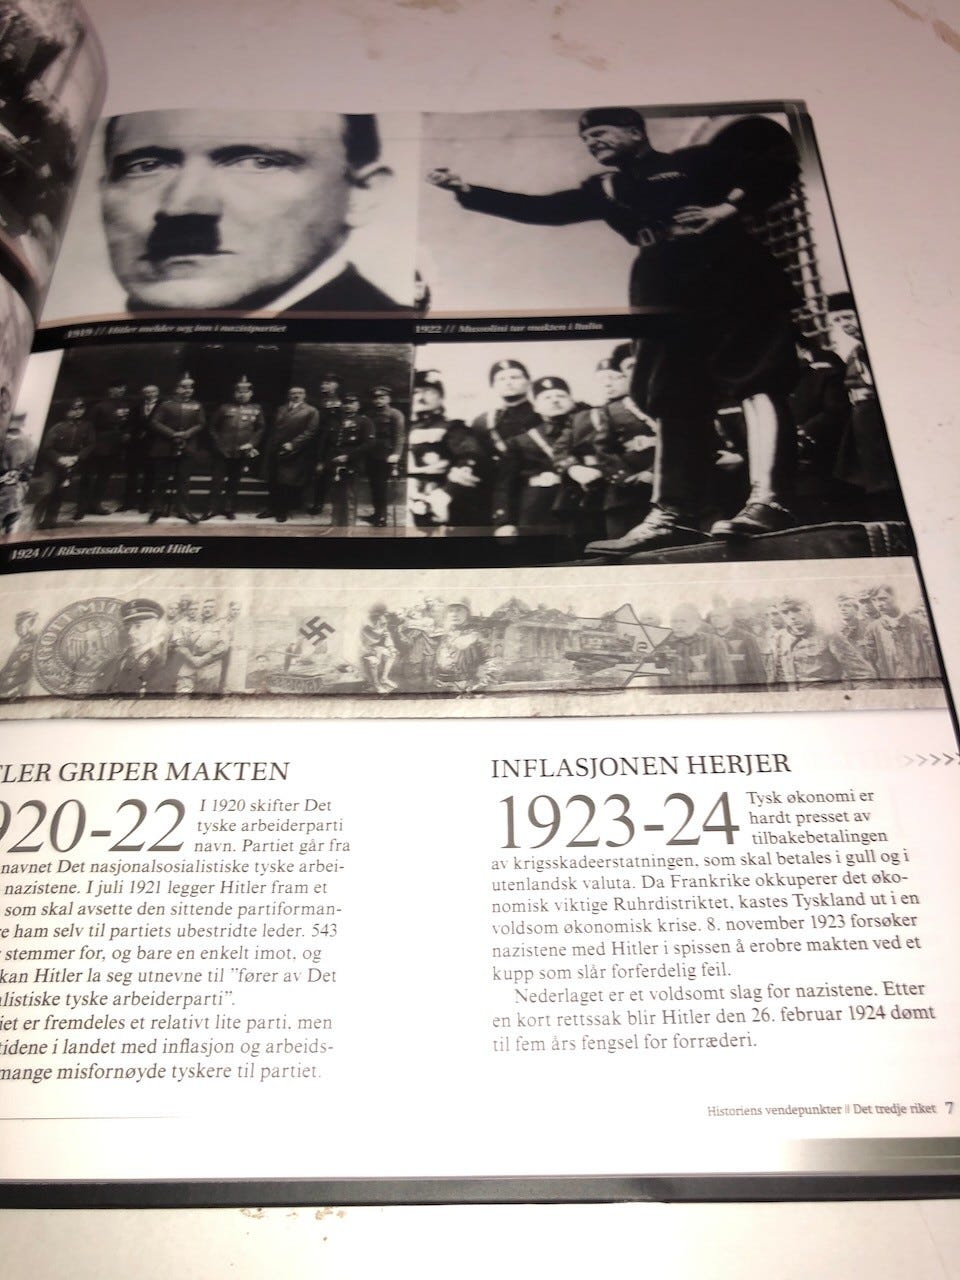 1919 // Hitler melder seg inn i nazistpartiet
1922 // Mussolini tar makten i Italia
1924 // Riksrettssaken mot Hitler
MIT
LER GRIPER MAKTEN
920-22
I 1920 skifter Det
tyske arbeiderparti
navn. Partiet går fra
navnet Det nasjonalsosialistiske tyske arbei-
nazistene. I juli 1921 legger Hitler fram et
som skal avsette den sittende partiforman-
re ham selv til partiets ubestridte leder. 543
stemmer for, og bare en enkelt imot, og
kan Hitler la seg utnevne til ”fører av Det
alistiske tyske arbeiderparti”.
iet er fremdeles et relativt lite parti, men
tidene i landet med inflasjon og arbeids-
mange misfornøyde tyskere til partiet.
INFLASJONEN HERJER
1923-24
Tysk økonomi er
hardt presset av
tilbakebetalingen
av krigsskadeerstatningen, som skal betales i gull og i
utenlandsk valuta. Da Frankrike okkuperer det øko-
nomisk viktige Ruhrdistriktet, kastes Tyskland ut i en
voldsom økonomisk krise. 8. november 1923 forsøker
nazistene med Hitler i spissen å erobre makten ved et
kupp som slår forferdelig feil.
Nederlaget er et voldsomt slag for nazistene. Etter
en kort rettssak blir Hitler den 26. februar 1924 dømt
til fem års fengsel for forræderi.
Historiens vendepunkter // Det tredje riket 7